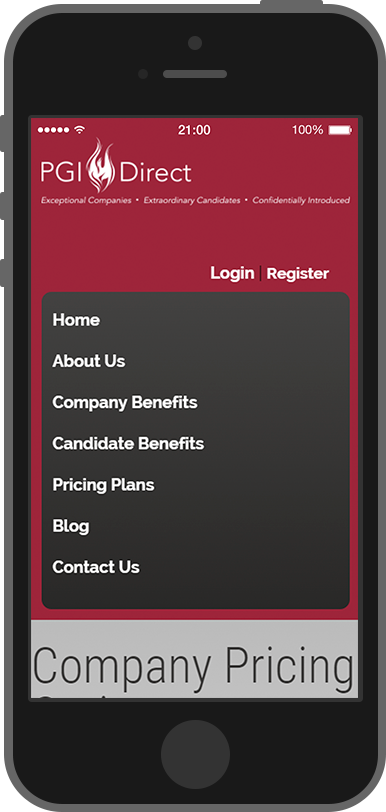 21:00 100%
PGI Direct
Exceptional Companies • Extraordinary Candidates • Confidentially Introduced
Login | Register
Home
About Us
Company Benefits
Candidate Benefits
Pricing Plans
Blog
Contact Us
Company Pricing